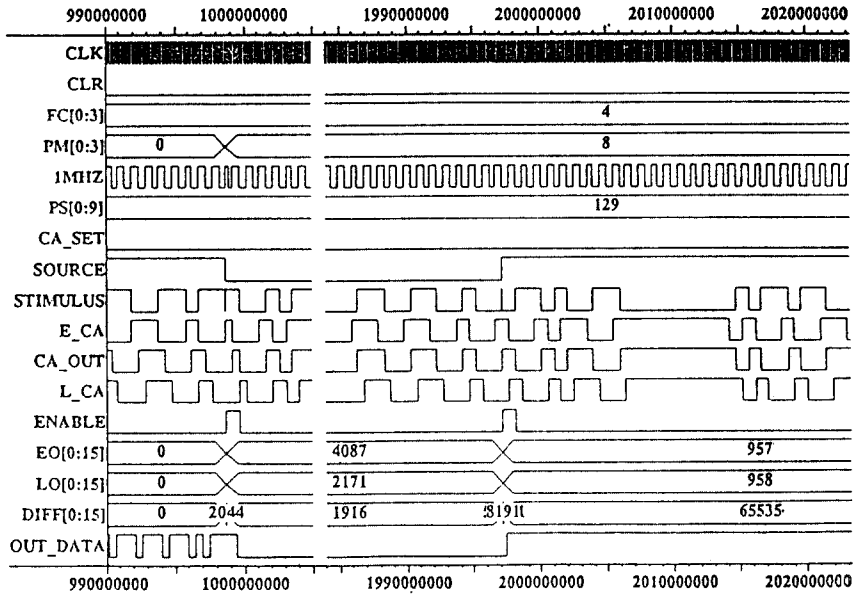 990000000 1000000000 1990000000 2000000000 2010000000 2020000000
CLK
CLR
FC[0:3] 4
PM[0:3] 0 8
1MHZ
PS[0:9] 129
CA_SET
SOURCE
STIMULUS
E_CA
CA_OUT
L_CA
ENABLE
EO[0:15] 0 4087 957
LO[0:15] 0 2171 958
DIFF[0:15] 0 2044 1916 65535
OUT_DATA
990000000 1000000000 1990000000 2000000000 2010000000 2020000000